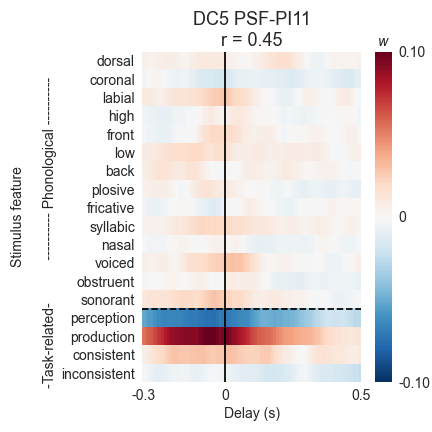 DC5 PSF-PI11
r = 0.45
w
0.10
0
-0.10
Stimulus feature
---------- Phonological ----------
-Task-related-
dorsal
coronal
labial
high
front
low
back
plosive
fricative
syllabic
nasal
voiced
obstruent
sonorant
perception
production
consistent
inconsistent
-0.3 0 0.5
Delay (s)